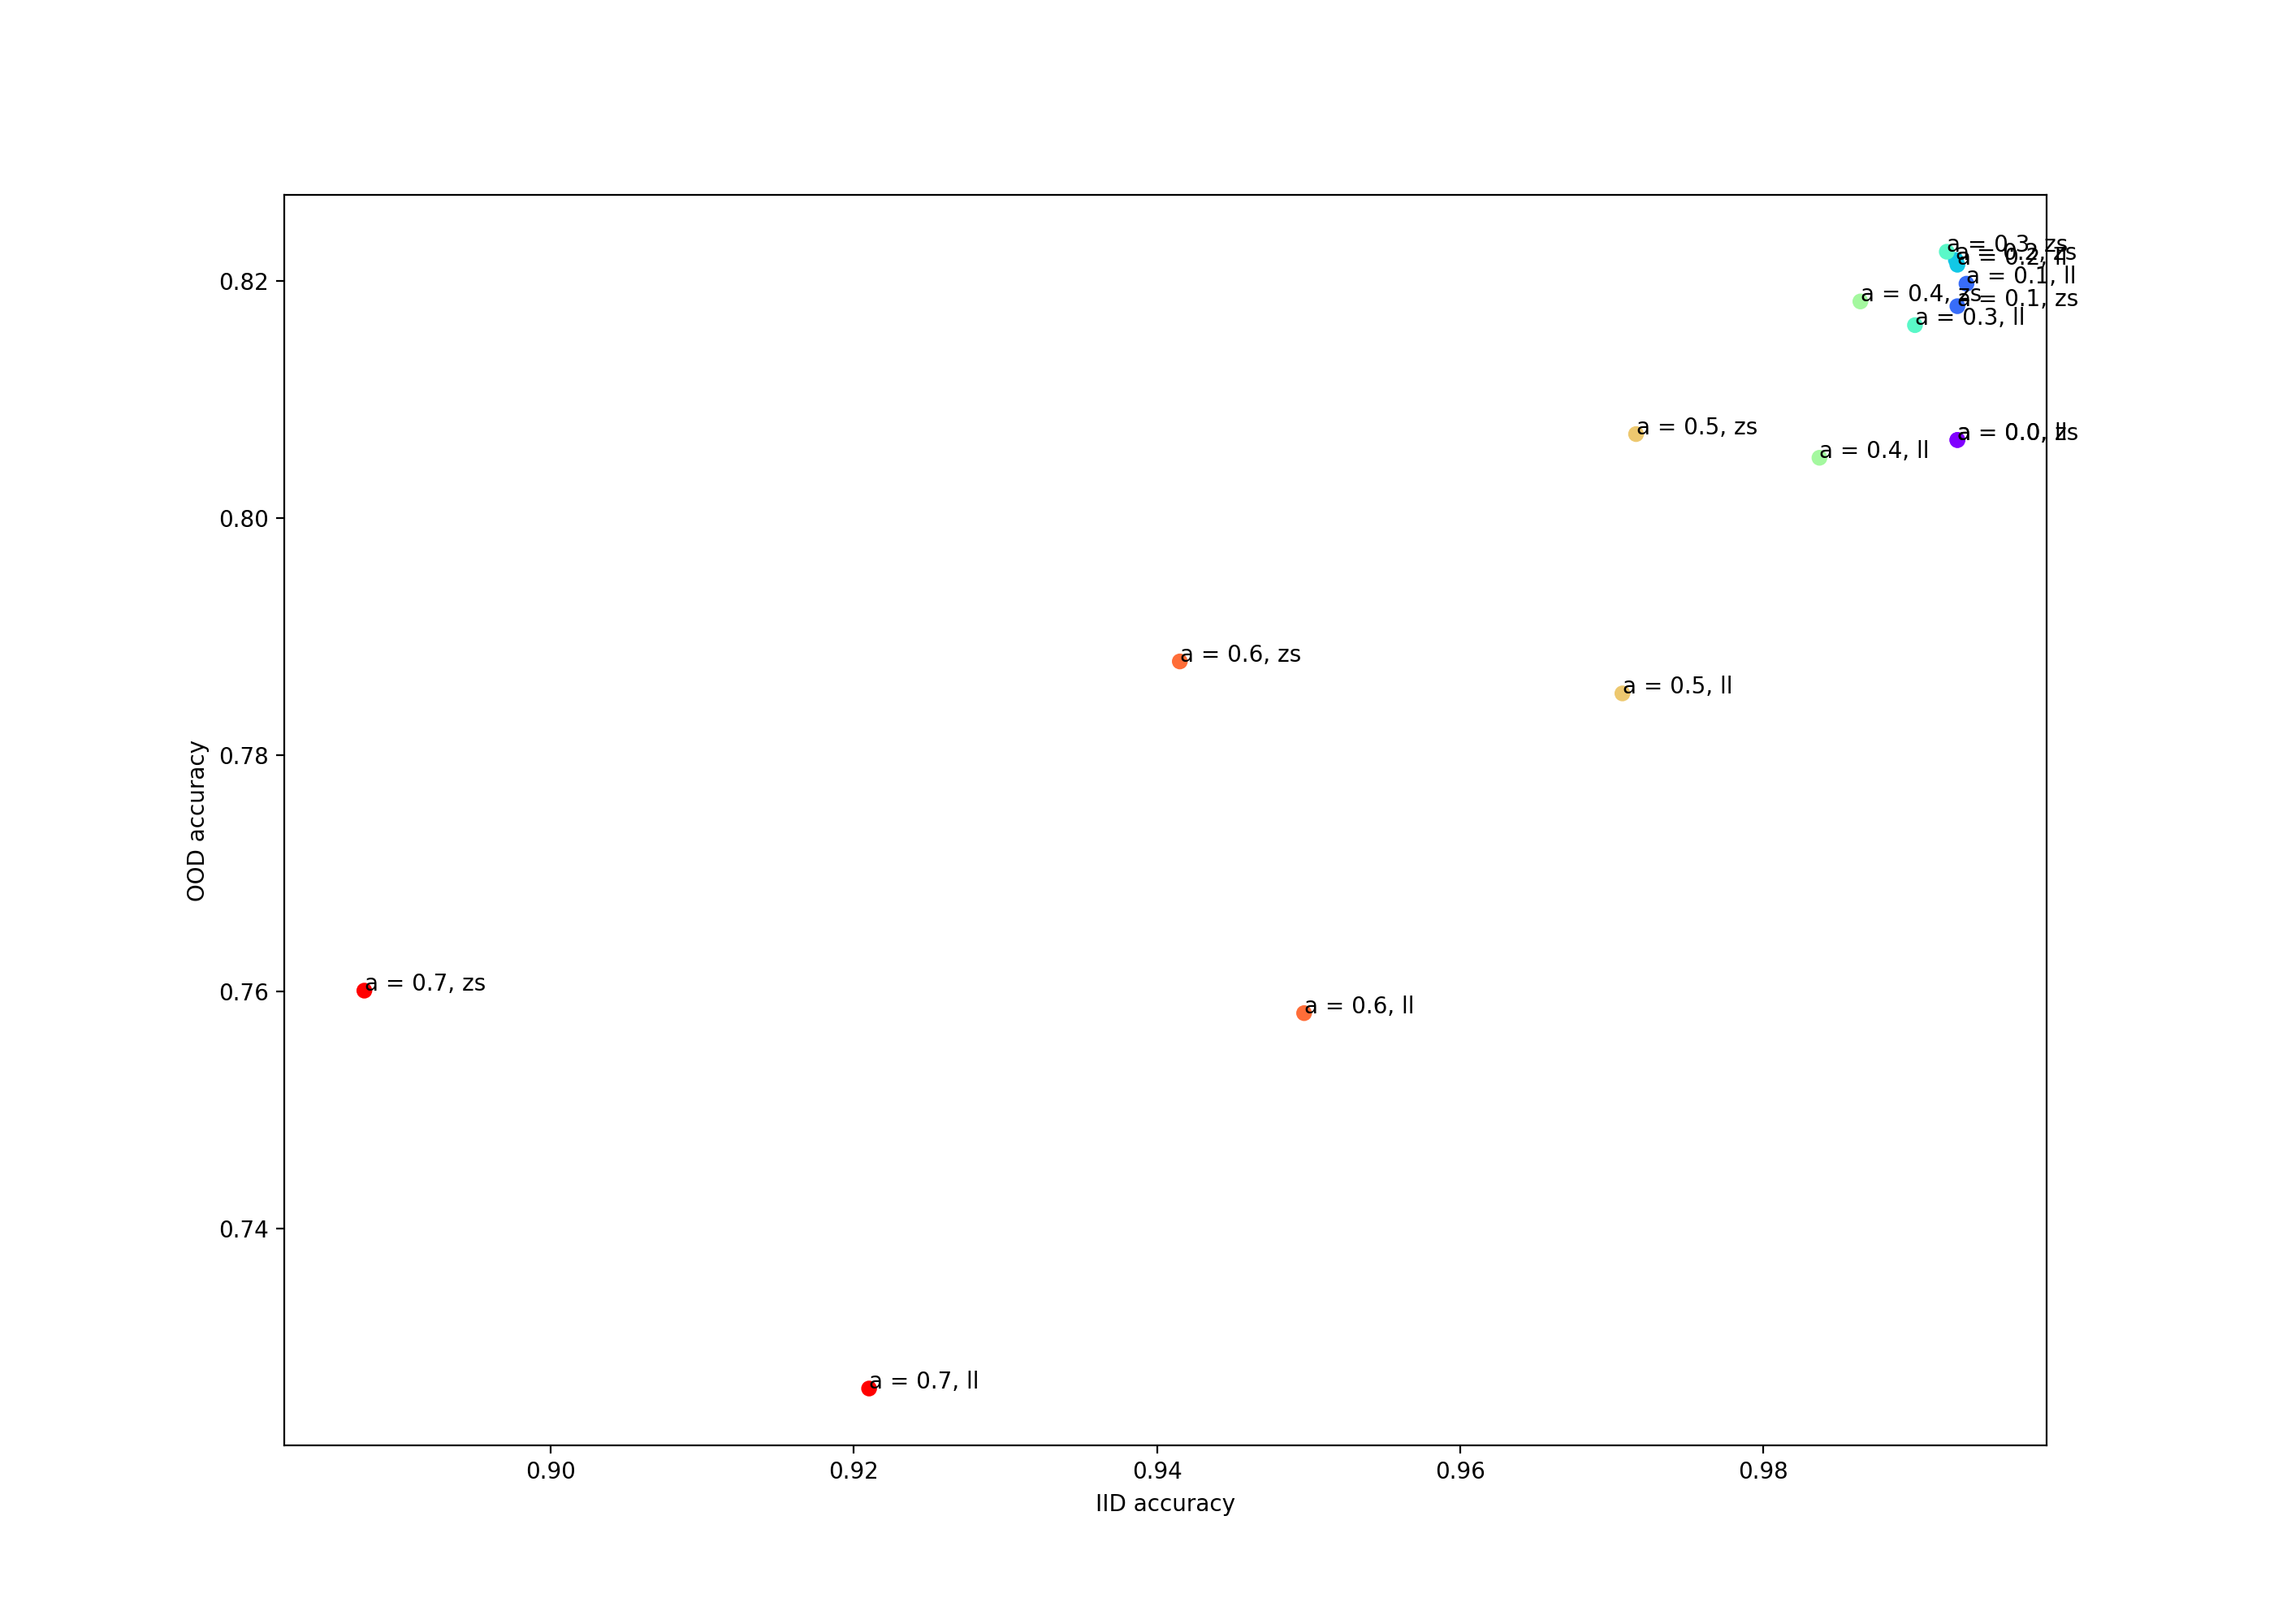 a = 0.3, zs
a = 0.2, zs
a = 0.2, ll
a = 0.1, ll
a = 0.4, zs
a = 0.1, zs
a = 0.3, ll
a = 0.5, zs
a = 0.0, zs
a = 0.0, ll
a = 0.4, ll
a = 0.6, zs
a = 0.5, ll
a = 0.7, zs
a = 0.6, ll
a = 0.7, ll
0.82
0.80
0.78
0.76
0.74
OOD accuracy
0.90
0.92
0.94
0.96
0.98
IID accuracy